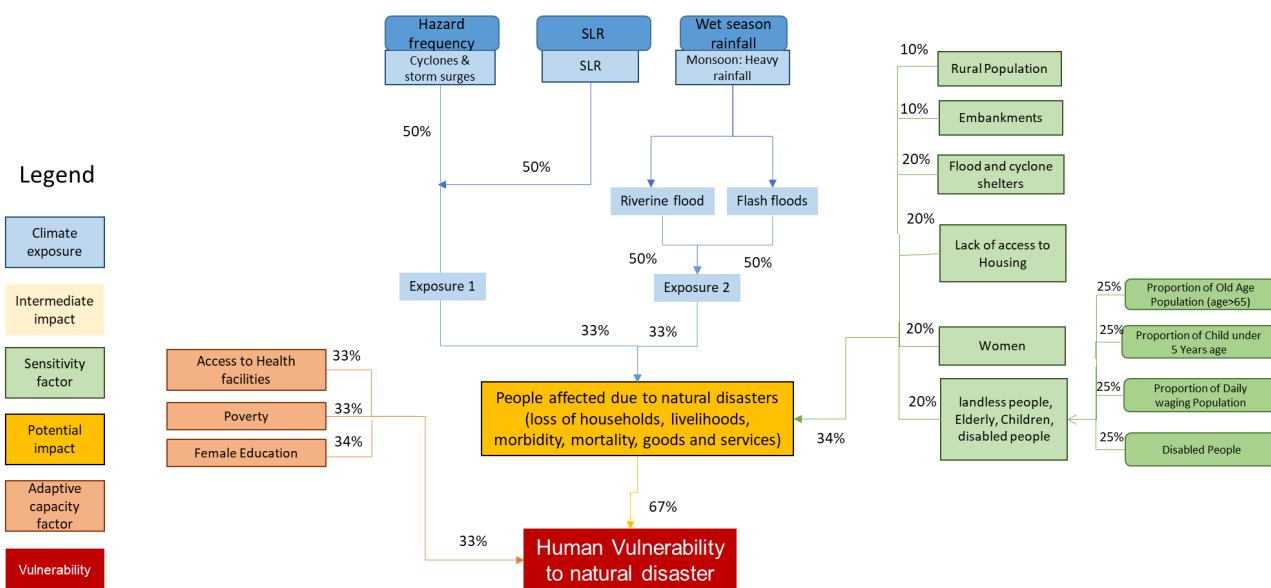 Hazard
frequency
Cyclones &
storm surges
SLR
SLR
Wet season
rainfall
Monsoon: Heavy
rainfall
50%
50%
Riverine flood
Flash floods
50%
50%
Exposure 1
Exposure 2
33%
33%
Legend
Climate
exposure
Intermediate
impact
Sensitivity
factor
Potential
impact
Adaptive
capacity
factor
Vulnerability
Access to Health
facilities
33%
Poverty
33%
Female Education
34%
33%
People affected due to natural disasters
(loss of households, livelihoods,
morbidity, mortality, goods and services)
34%
67%
Human Vulnerability
to natural disaster
10%
Rural Population
10%
Embankments
20%
Flood and cyclone
shelters
20%
Lack of access to
Housing
20%
Women
20%
landless people,
Elderly, Children,
disabled people
25%
Proportion of Old Age
Population (age>65)
25%
Proportion of Child under
5 Years age
25%
Proportion of Daily
waging Population
25%
Disabled People